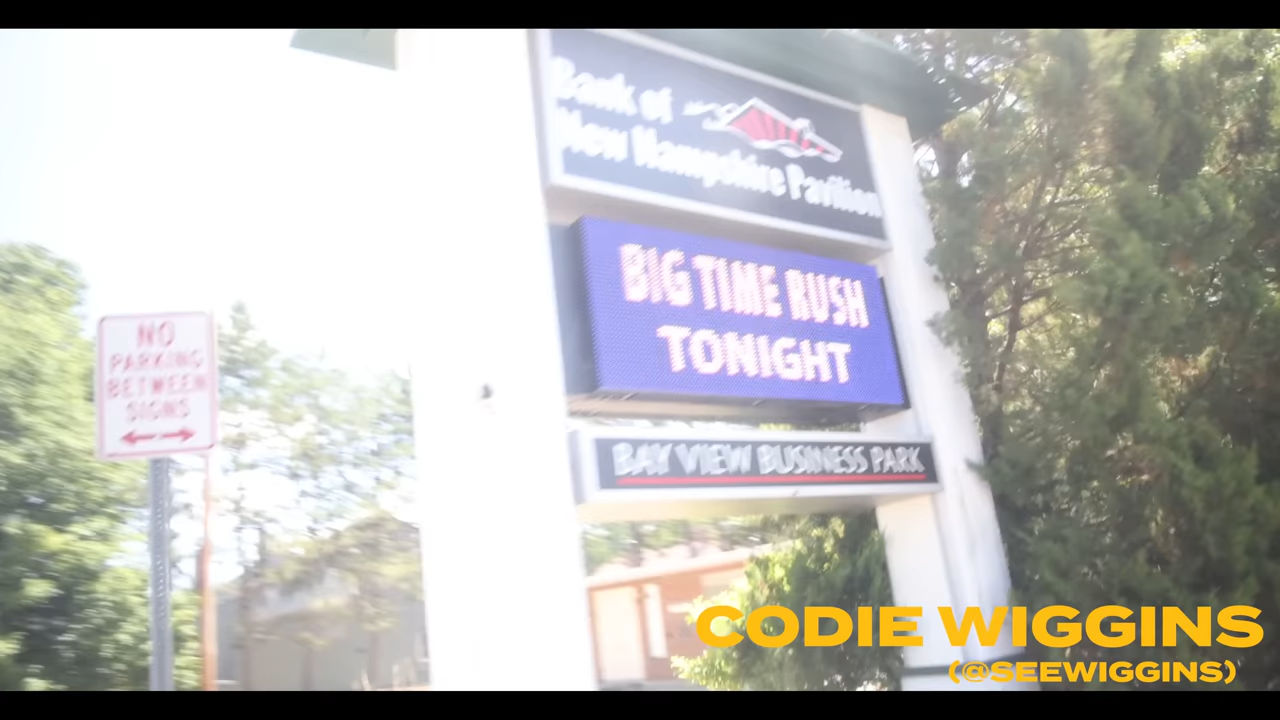 Bank of
New Hampshire Pavilion
BIG TIME RUSH
TONIGHT
BAY VIEW BUSINESS PARK
NO
PARKING
BETWEEN
SIGNS
CODIE WIGGINS
(@SEEWIGGINS)